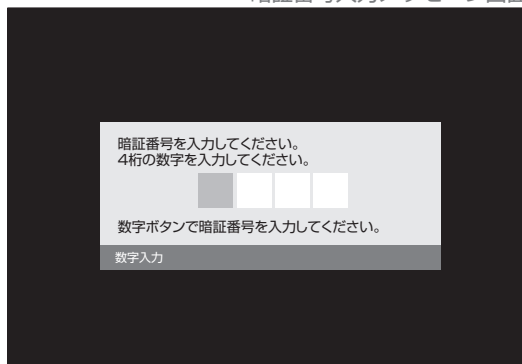 暗証番号を入力してください。
4桁の数字を入力してください。
数字ボタンで暗証番号を入力してください。
数字入力